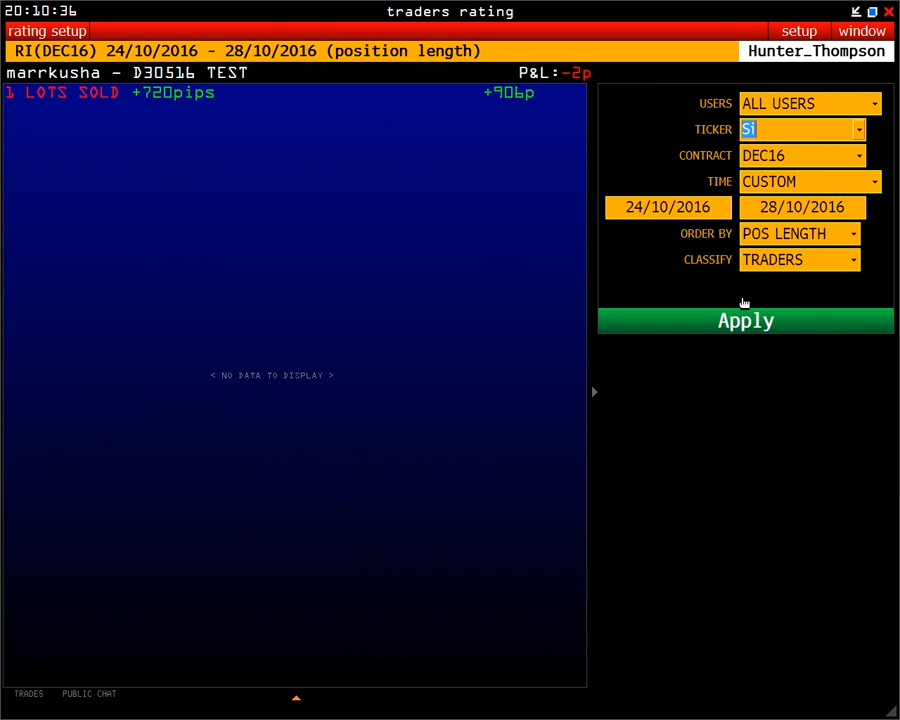 20:10:36 traders rating
rating setup setup window
RI(DEC16) 24/10/2016 - 28/10/2016 (position length) Hunter_Thompson
marrkusha - D30516 TEST P&L:-2p
1 LOTS SOLD +720pips +906p
USERS ALL USERS
TICKER Si
CONTRACT DEC16
TIME CUSTOM
24/10/2016 28/10/2016
ORDER BY POS LENGTH
CLASSIFY TRADERS
Apply
< NO DATA TO DISPLAY >
TRADES PUBLIC CHAT